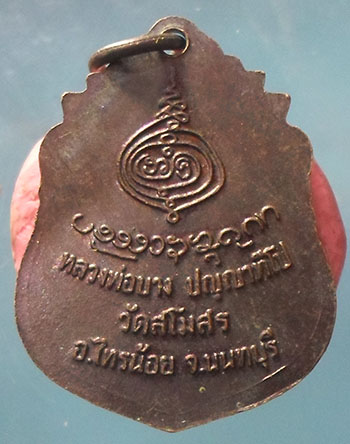 หลวงพ่อบาง ปญฺญาทีโป
วัดสโมสร
อ.ไทรน้อย จ.นนทบุรี